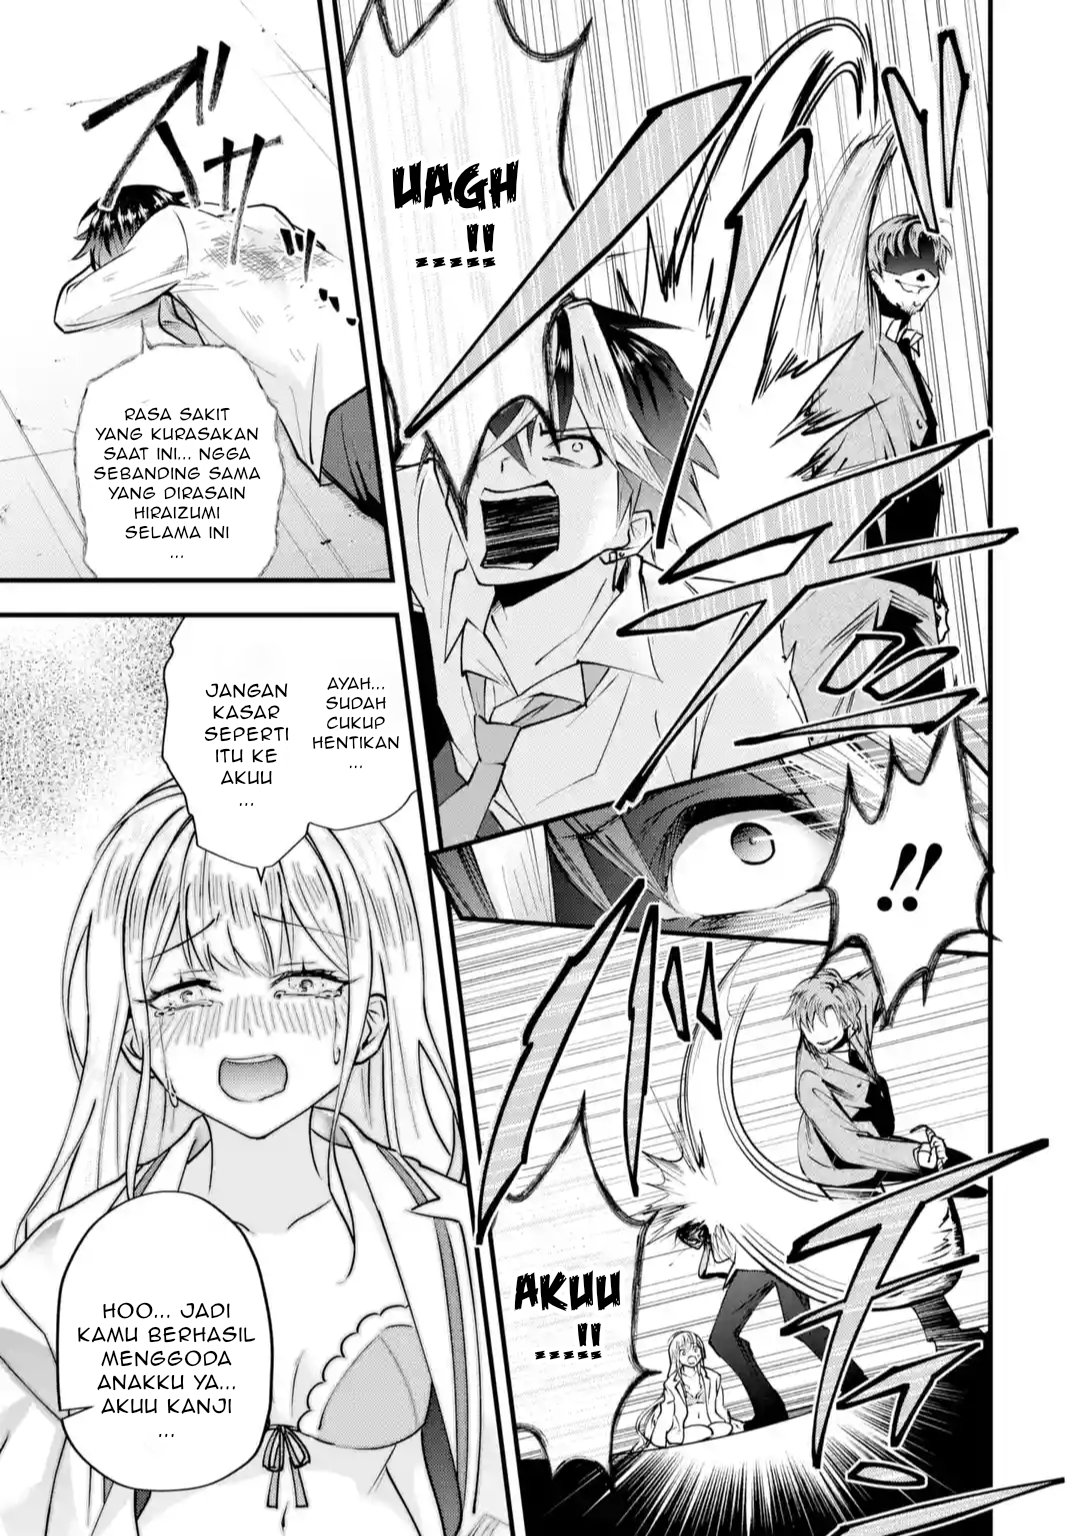 UAGH
.....!!
RASA SAKIT
YANG KURASAKAN
SAAT INI... NGGA
SEBANDING SAMA
YANG DIRASAIN
HIRAIZUMI
SELAMA INI
...
!!
AKUU
.....!!
AYAH...
SUDAH
CUKUP
HENTIKAN
...
JANGAN
KASAR
SEPERTI
ITU KE
AKUU
...
HOO... JADI
KAMU BERHASIL
MENGGODA
ANAKKU YA...
AKUU KANJI
...